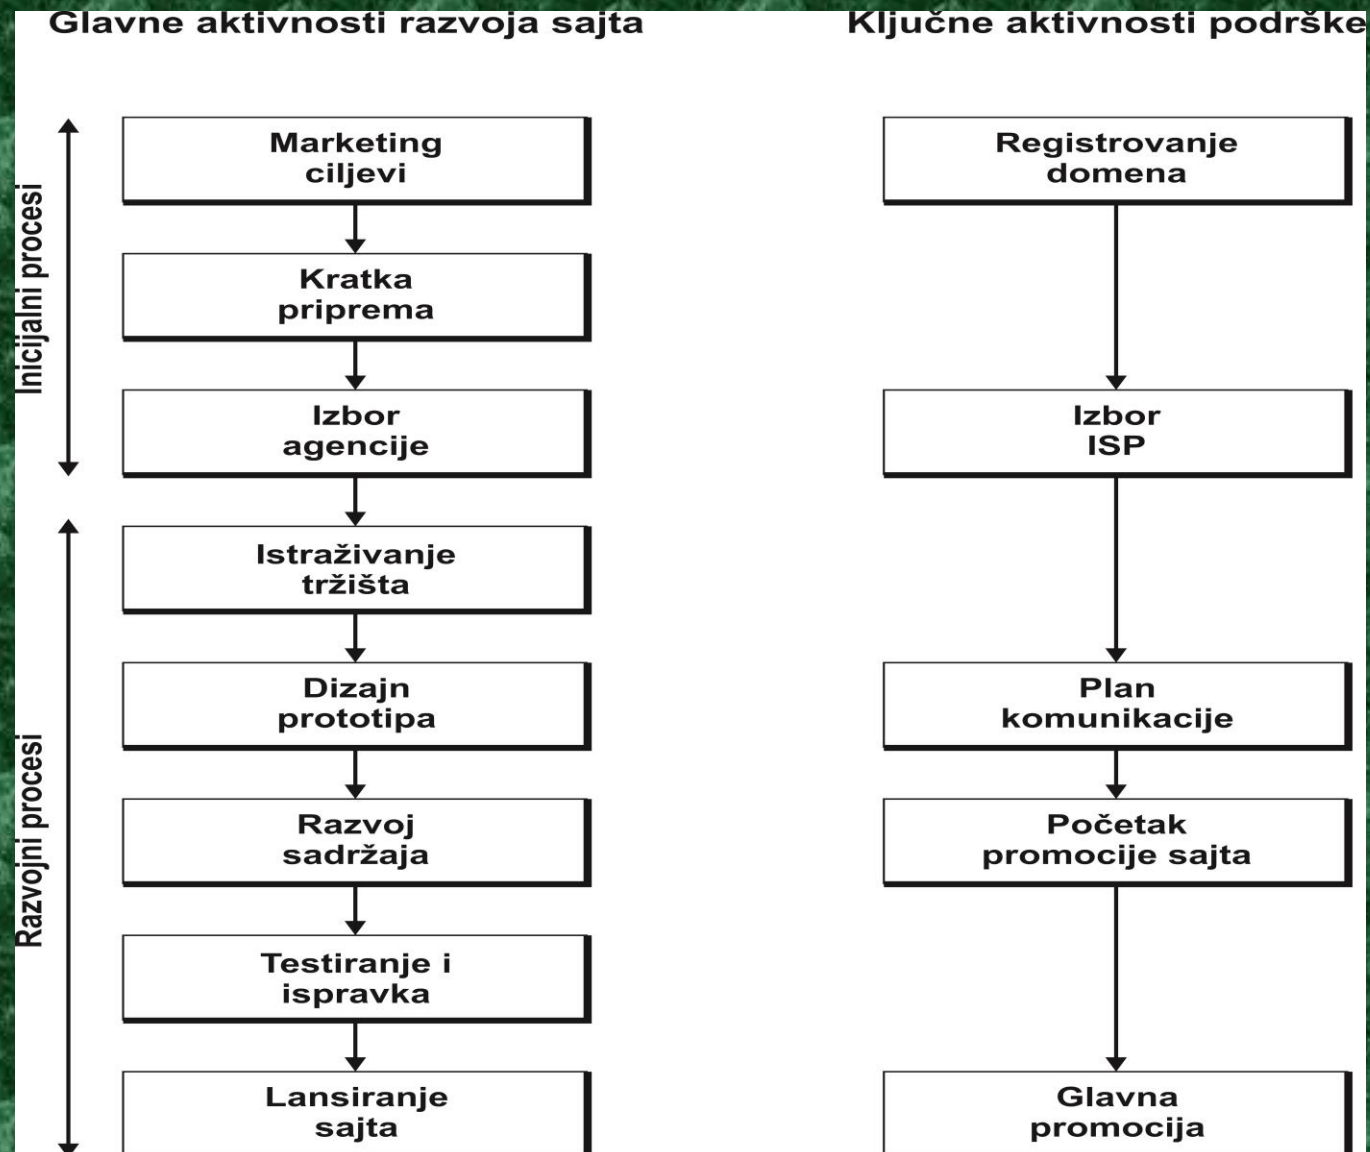 Glavne aktivnosti razvoja sajta
Ključne aktivnosti podrške
Inicijalni procesi
Marketing
ciljevi
Kratka
priprema
Izbor
agencije
Razvojni procesi
Istraživanje
tržišta
Dizajn
prototipa
Razvoj
sadržaja
Testiranje i
ispravka
Lansiranje
sajta
Registrovanje
domena
Izbor
ISP
Plan
komunikacije
Početak
promocije sajta
Glavna
promocija